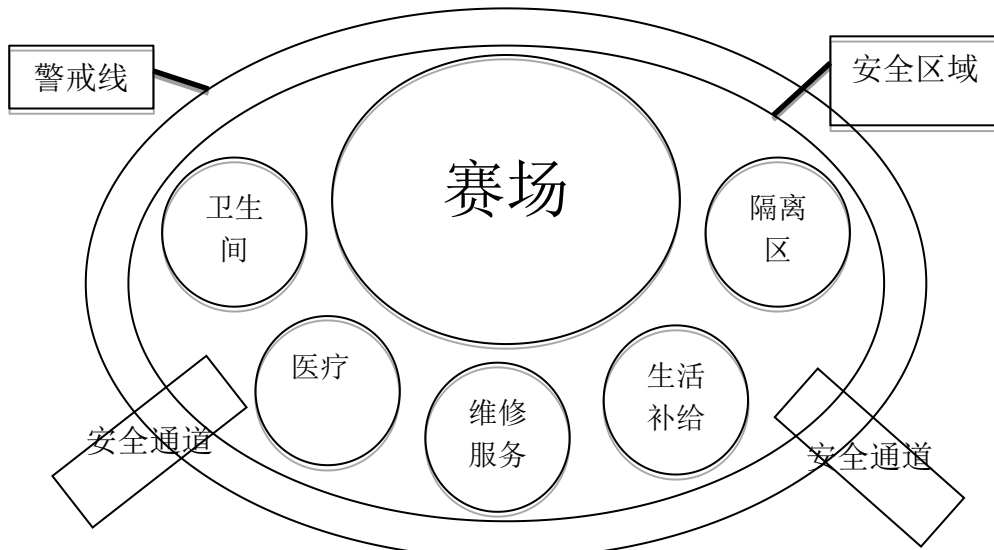 警戒线
安全区域
赛场
卫生
间
隔离
区
医疗
维修
服务
生活
补给
安全通道
安全通道